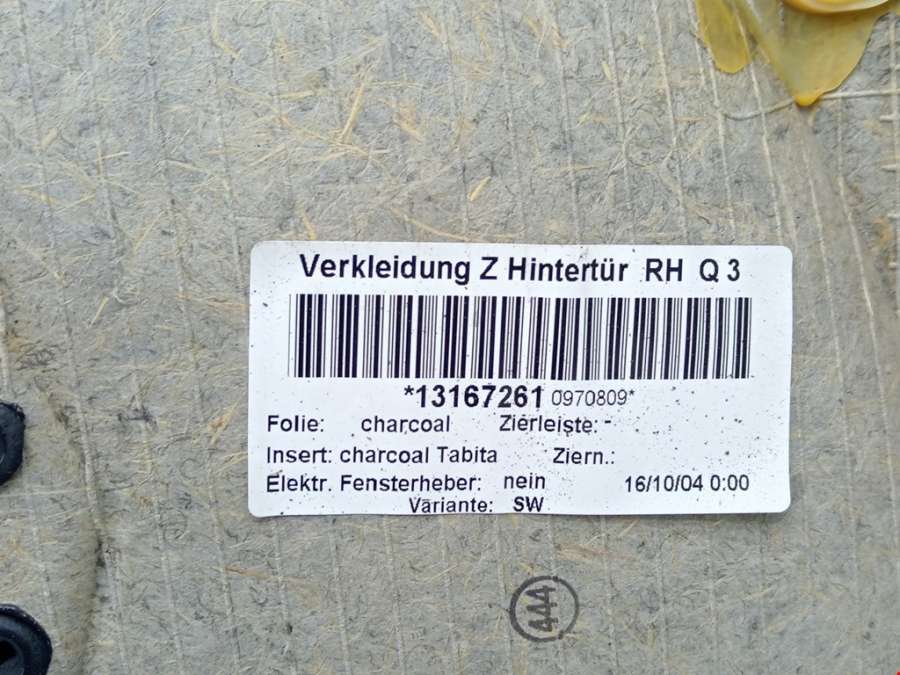 Verkleidung Z Hintertür RH Q 3
*13167261 0970809*
Folie: charcoal Zierleiste: -
Insert: charcoal Tabita Ziern.:
Elektr. Fensterheber: nein 16/10/04 0:00
Variante: SW
444